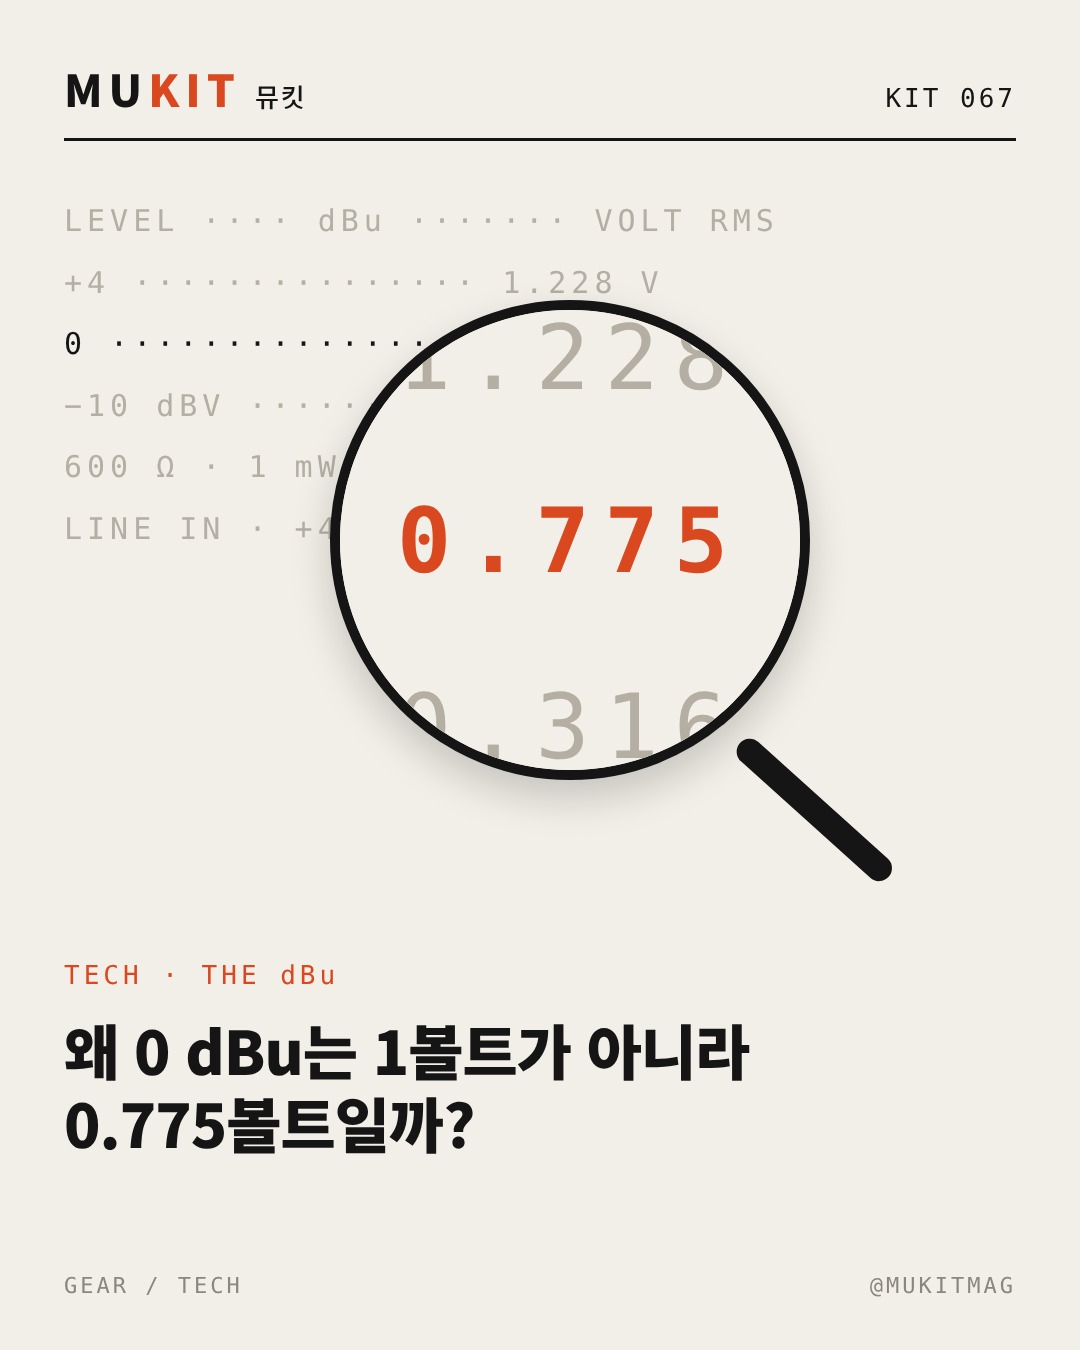 MUKIT 뮤킷
KIT 067
LEVEL ···· dBu ······· VOLT RMS
+4 ··············· 1.228 V
0 ··············
1.228
−10 dBV ·····
600 Ω · 1 mW
0.775
LINE IN · +4
0.316
TECH · THE dBu
왜 0 dBu는 1볼트가 아니라
0.775볼트일까?
GEAR / TECH
@MUKITMAG